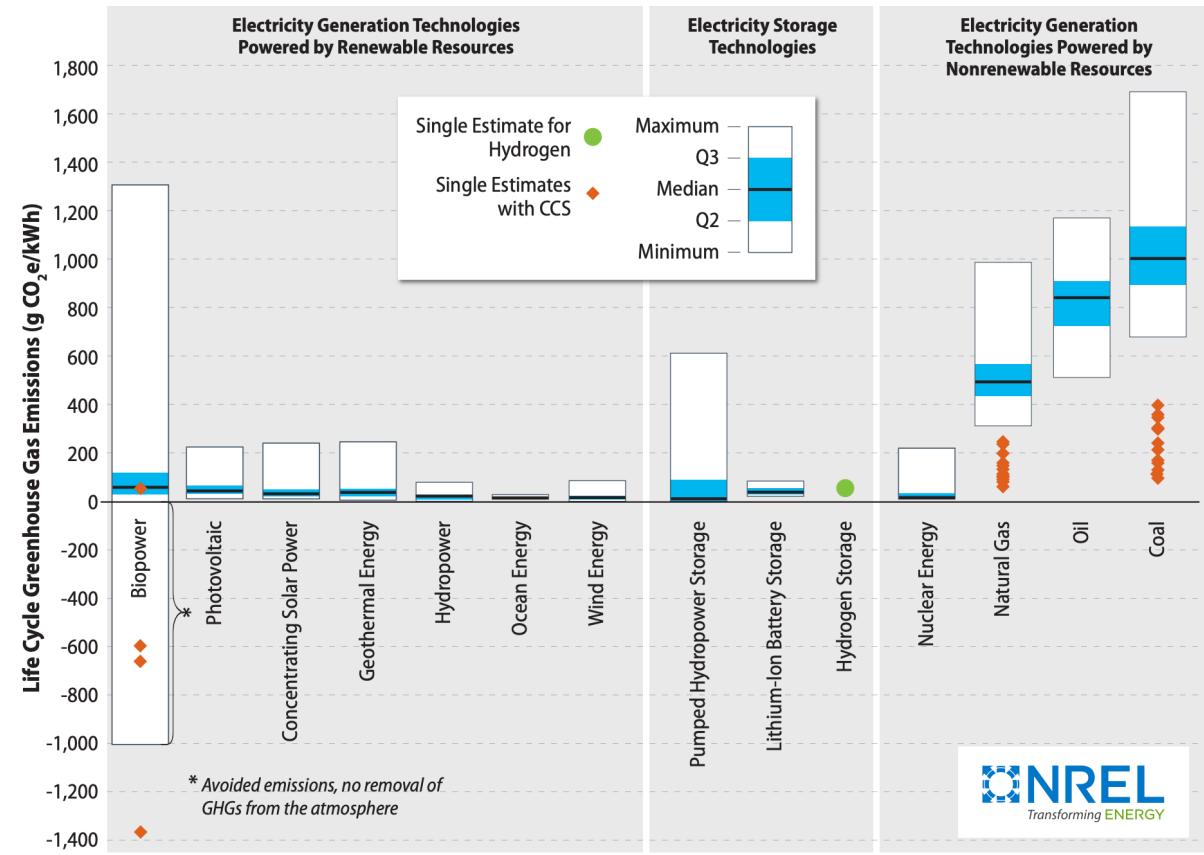 Electricity Generation Technologies
Powered by Renewable Resources
Electricity Storage
Technologies
Electricity Generation
Technologies Powered by
Nonrenewable Resources
Life Cycle Greenhouse Gas Emissions (g CO₂e/kWh)
1,800
1,600
1,400
1,200
1,000
800
600
400
200
0
-200
-400
-600
-800
-1,000
-1,200
-1,400
Single Estimate for
Hydrogen
Single Estimates
with CCS
Maximum
Q3
Median
Q2
Minimum
Biopower
*
Photovoltaic
Concentrating Solar Power
Geothermal Energy
Hydropower
Ocean Energy
Wind Energy
Pumped Hydropower Storage
Lithium-Ion Battery Storage
Hydrogen Storage
Nuclear Energy
Natural Gas
Oil
Coal
* Avoided emissions, no removal of
GHGs from the atmosphere
NREL
Transforming ENERGY